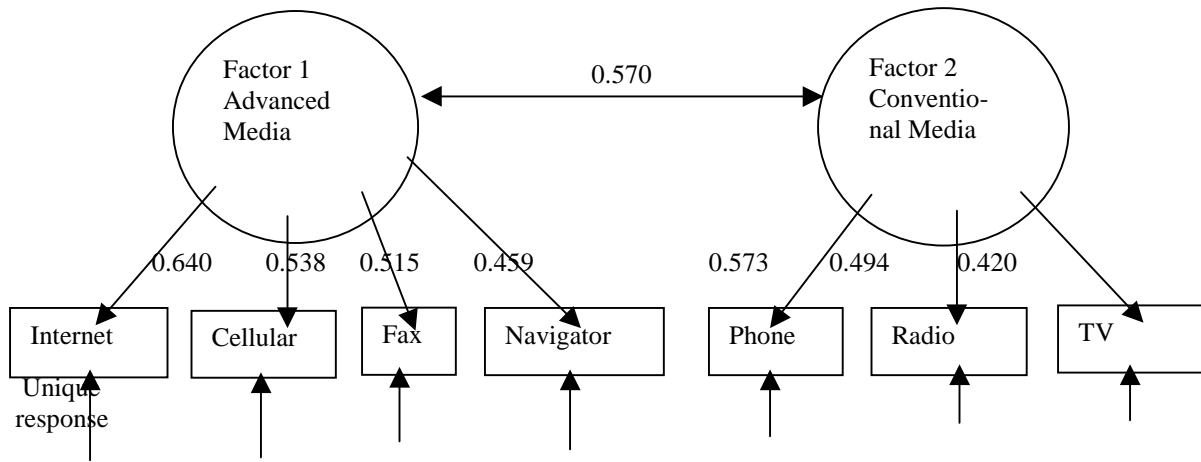 Factor 1
Advanced
Media
0.570
Factor 2
Conventio-
nal Media
0.640
0.538
0.515
0.459
0.573
0.494
0.420
Internet
Cellular
Fax
Navigator
Phone
Radio
TV
Unique
response